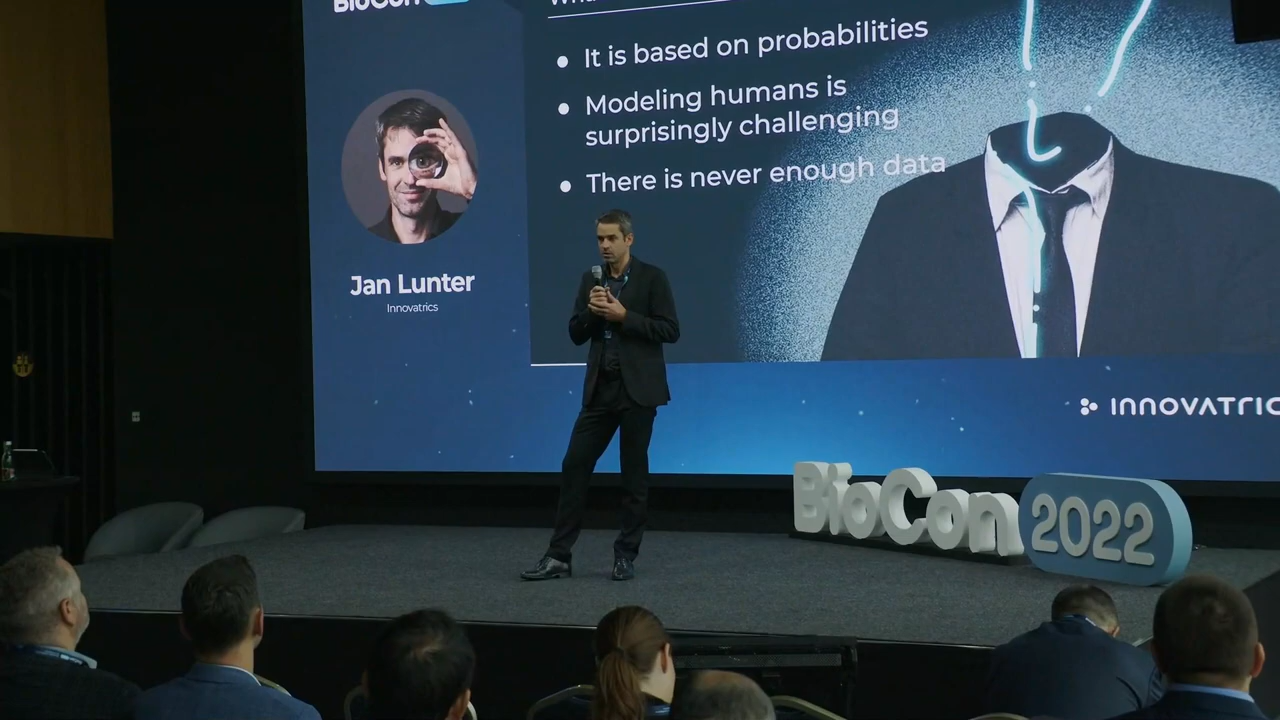 BioCon
It is based on probabilities
Modeling humans is
surprisingly challenging
There is never enough data
Jan Lunter
Innovatrics
INNOVATRIC
BioCon 2022